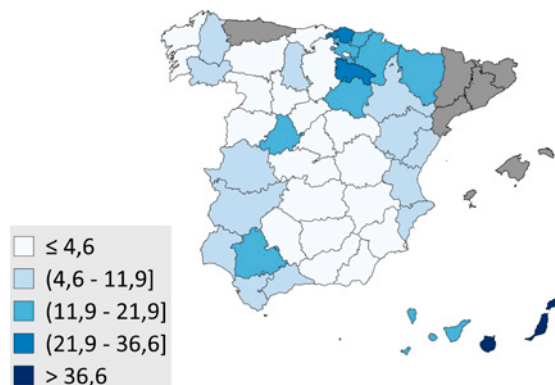 ≤ 4,6
(4,6 - 11,9]
(11,9 - 21,9]
(21,9 - 36,6]
> 36,6